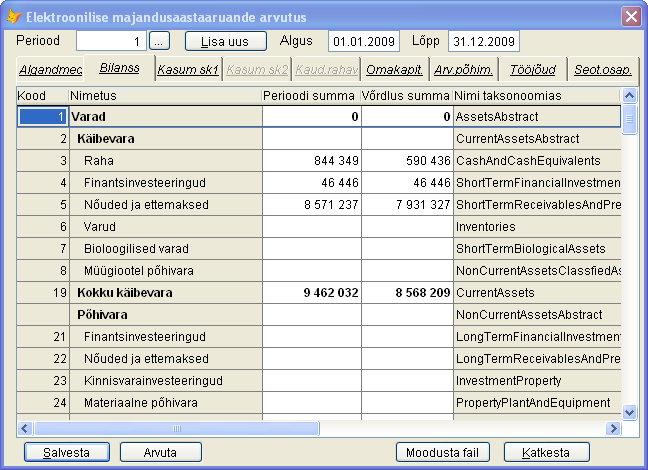 Elektroonilise majandusaastaaruande arvutus
Periood 1 ... Lisa uus Algus 01.01.2009 Lõpp 31.12.2009
Algandmed Bilanss Kasum sk1 Kasum sk2 Kaud.rahav Omakapit. Arv.põhim. Tööjõud Seot.osap.
Kood Nimetus Perioodi summa Võrdlus summa Nimi taksonoomias
1 Varad 0 0 AssetsAbstract
2 Käibevara CurrentAssetsAbstract
3 Raha 844 349 590 436 CashAndCashEquivalents
4 Finantsinvesteeringud 46 446 46 446 ShortTermFinancialInvestment
5 Nõuded ja ettemaksed 8 571 237 7 931 327 ShortTermReceivablesAndPre
6 Varud Inventories
7 Bioloogilised varad ShortTermBiologicalAssets
8 Müügiootel põhivara NonCurrentAssetsClassfiedAs
19 Kokku käibevara 9 462 032 8 568 209 CurrentAssets
Põhivara NonCurrentAssetsAbstract
21 Finantsinvesteeringud LongTermFinancialInvestment
22 Nõuded ja ettemaksed LongTermReceivablesAndPre
23 Kinnisvarainvesteeringud InvestmentProperty
24 Materiaalne põhivara PropertyPlantAndEquipment
Salvesta Arvuta Moodusta fail Katkesta